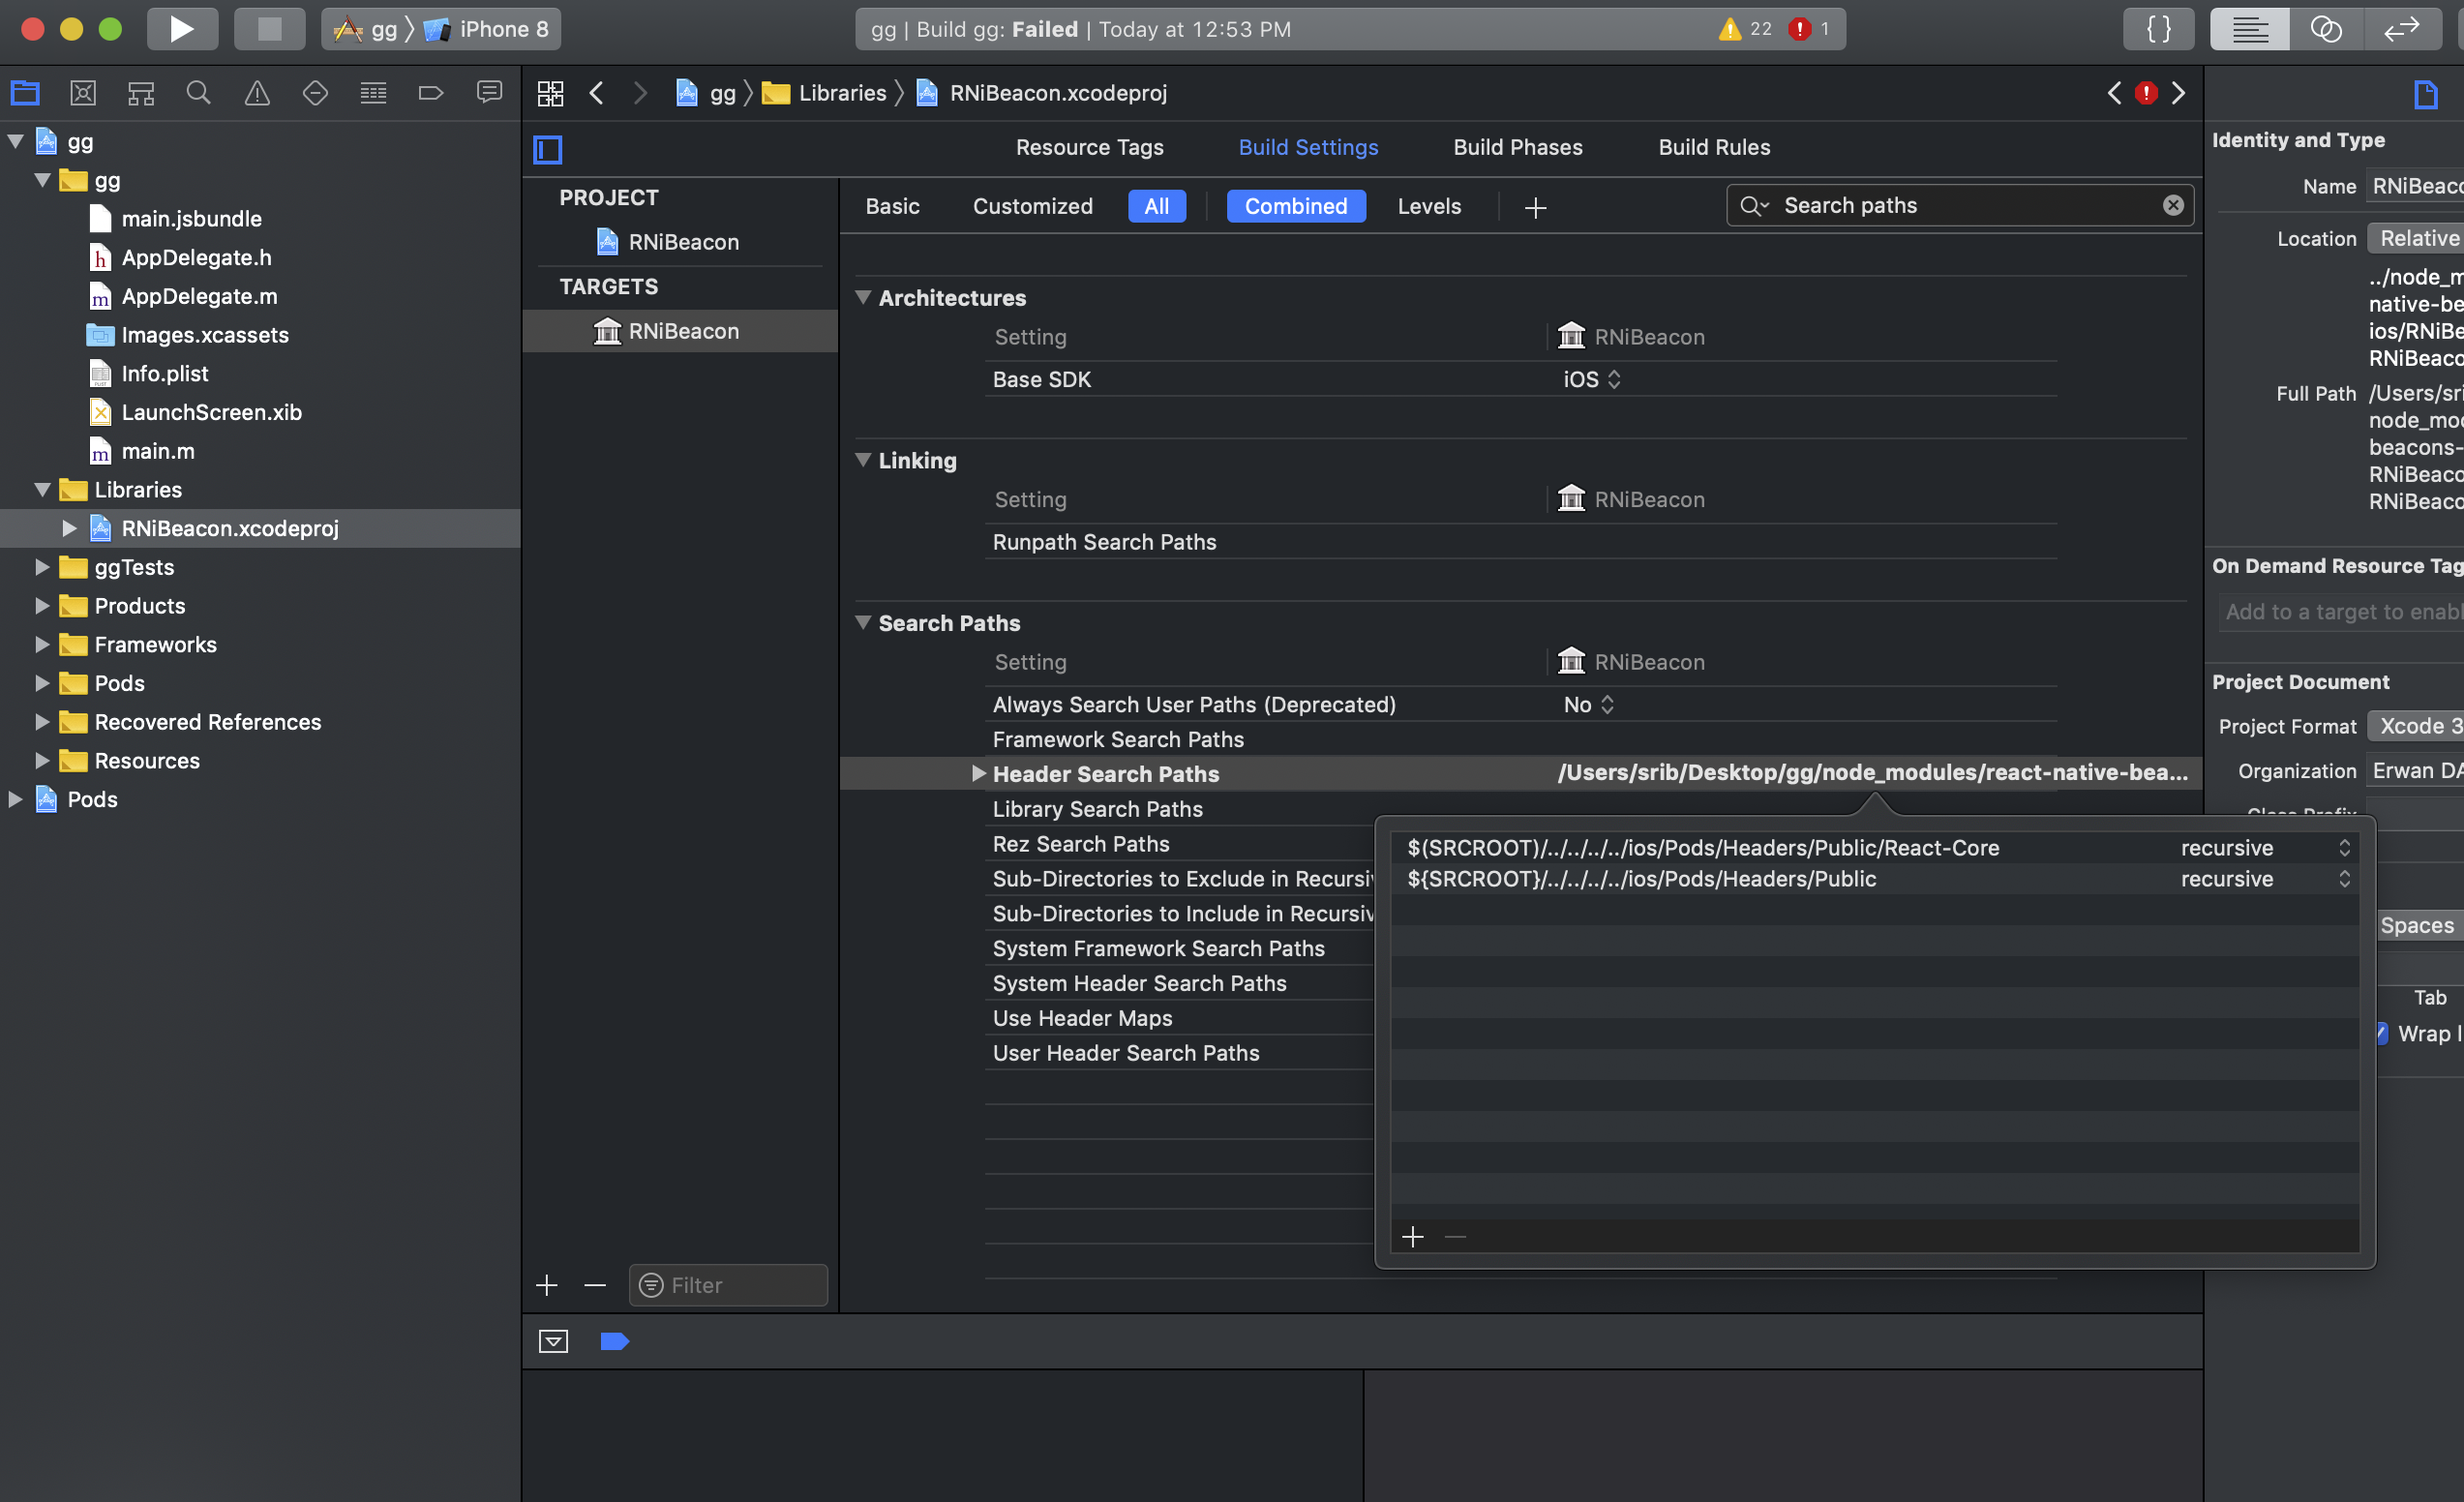 gg 〉 iPhone 8
gg | Build gg: Failed | Today at 12:53 PM
22
1
{ }
gg 〉 Libraries 〉 RNiBeacon.xcodeproj
gg
gg
main.jsbundle
AppDelegate.h
AppDelegate.m
Images.xcassets
Info.plist
LaunchScreen.xib
main.m
Libraries
RNiBeacon.xcodeproj
ggTests
Products
Frameworks
Pods
Recovered References
Resources
Pods
Resource Tags
Build Settings
Build Phases
Build Rules
PROJECT
RNiBeacon
TARGETS
RNiBeacon
Filter
Basic
Customized
All
Combined
Levels
Search paths
Architectures
Setting
RNiBeacon
Base SDK
iOS
Linking
Setting
RNiBeacon
Runpath Search Paths
Search Paths
Setting
RNiBeacon
Always Search User Paths (Deprecated)
No
Framework Search Paths
Header Search Paths
/Users/srib/Desktop/gg/node_modules/react-native-bea...
Library Search Paths
Rez Search Paths
Sub-Directories to Exclude in Recursiv
Sub-Directories to Include in Recursiv
System Framework Search Paths
System Header Search Paths
Use Header Maps
User Header Search Paths
$(SRCROOT)/../../../../ios/Pods/Headers/Public/React-Core
recursive
${SRCROOT}/../../../../ios/Pods/Headers/Public
recursive
Identity and Type
Name
RNiBeaco
Location
Relative
../node_m
native-be
ios/RNiBe
RNiBeaco
Full Path
/Users/sri
node_mod
beacons-
RNiBeaco
RNiBeaco
On Demand Resource Tag
Add to a target to enabl
Project Document
Project Format
Xcode 3
Organization
Erwan DA
Class Prefix
Spaces
Tab
Wrap l